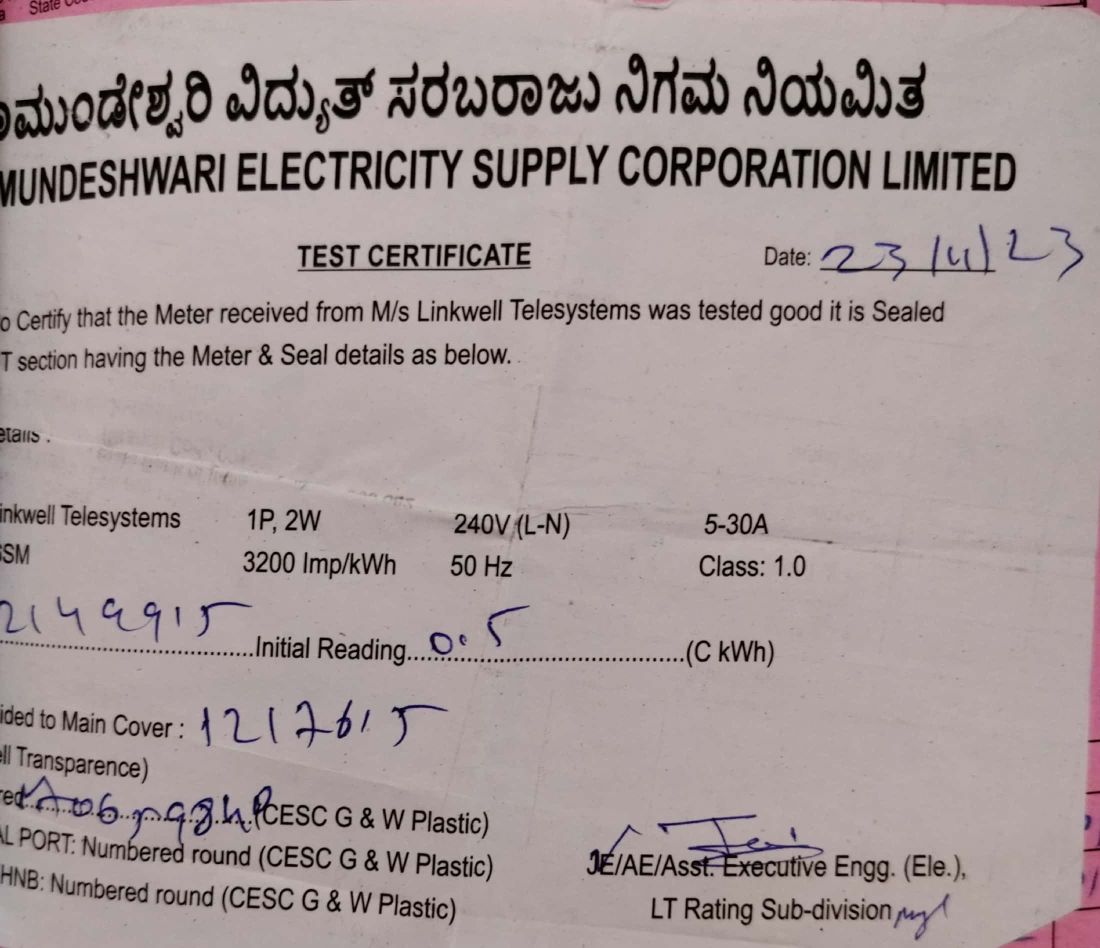 State
ಾಮುಂಡೇಶ್ವರಿ ವಿದ್ಯುತ್ ಸರಬರಾಜು ನಿಗಮ ನಿಯಮಿತ
MUNDESHWARI ELECTRICITY SUPPLY CORPORATION LIMITED
TEST CERTIFICATE Date: 23/11/23
o Certify that the Meter received from M/s Linkwell Telesystems was tested good it is Sealed
T section having the Meter & Seal details as below.
etails :
inkwell Telesystems 1P, 2W 240V (L-N) 5-30A
SM 3200 Imp/kWh 50 Hz Class: 1.0
2149915 Initial Reading 0.5 (C kWh)
ided to Main Cover : 1217615
ll Transparence)
red (CESC G & W Plastic)
AL PORT: Numbered round (CESC G & W Plastic)
JE/AE/Asst. Executive Engg. (Ele.),
HNB: Numbered round (CESC G & W Plastic)
LT Rating Sub-division